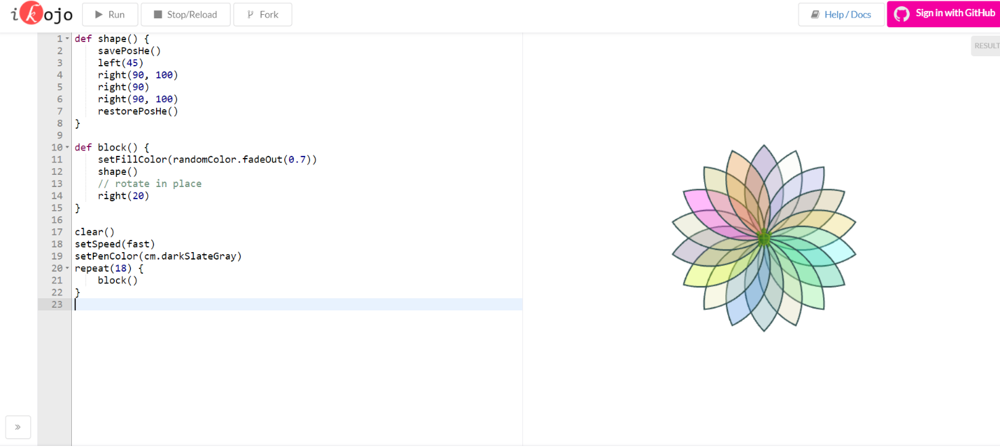 ikojo Run Stop/Reload Fork Help / Docs Sign in with GitHub
RESULT
1 def shape() {
2     savePosHe()
3     left(45)
4     right(90, 100)
5     right(90)
6     right(90, 100)
7     restorePosHe()
8 }
9
10 def block() {
11     setFillColor(randomColor.fadeOut(0.7))
12     shape()
13     // rotate in place
14     right(20)
15 }
16
17 clear()
18 setSpeed(fast)
19 setPenColor(cm.darkSlateGray)
20 repeat(18) {
21     block()
22 }
23
»